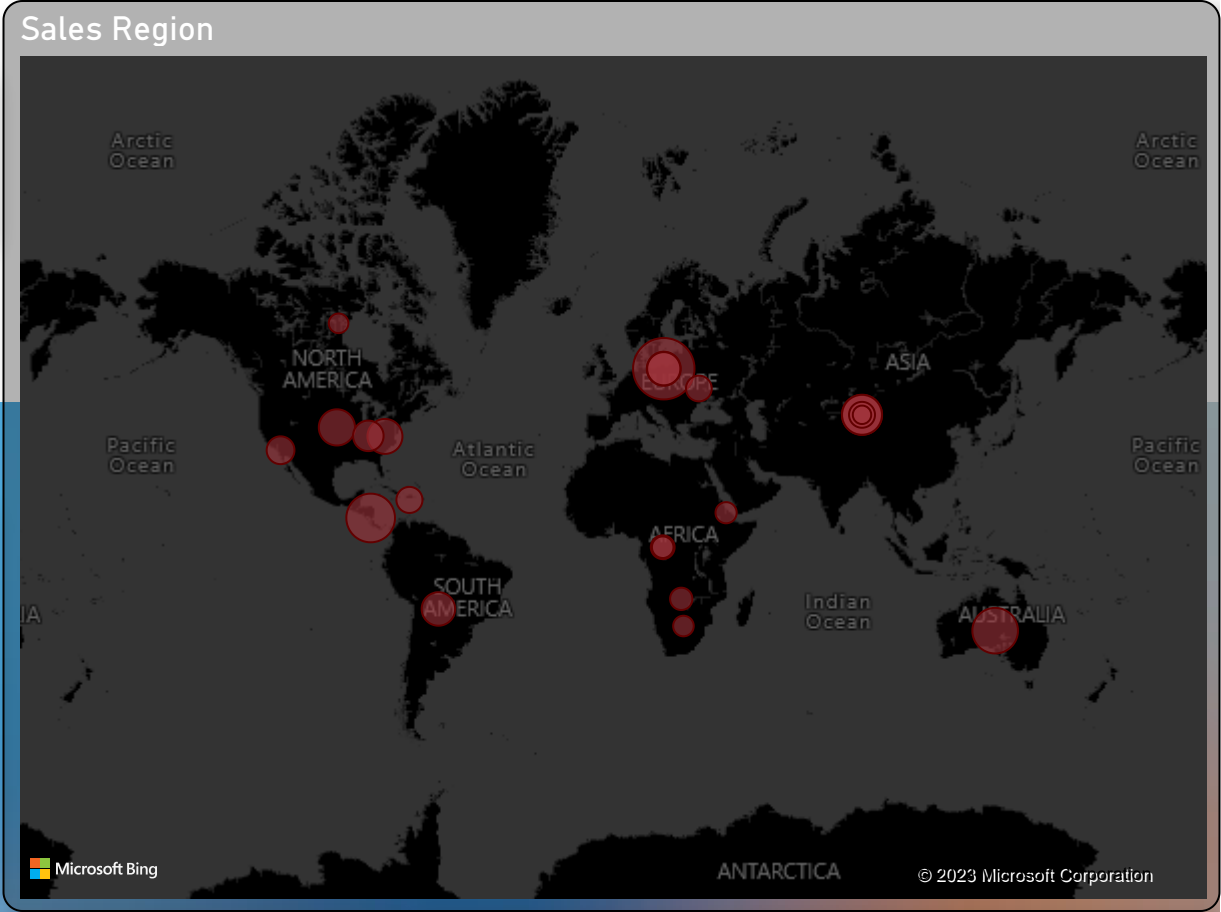 Sales Region
Arctic
Ocean
Arctic
Ocean
NORTH
AMERICA
EUROPE
ASIA
Pacific
Ocean
Atlantic
Ocean
Pacific
Ocean
AFRICA
SOUTH
AMERICA
Indian
Ocean
AUSTRALIA
IA
ANTARCTICA
Microsoft Bing
© 2023 Microsoft Corporation